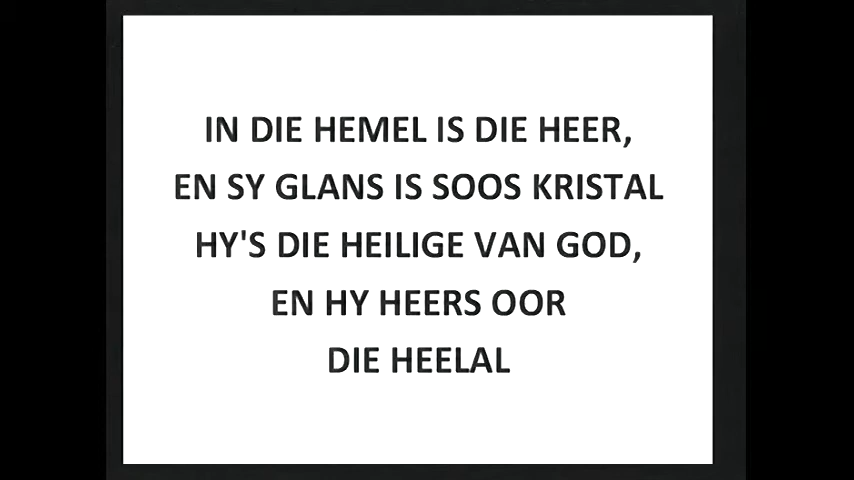 IN DIE HEMEL IS DIE HEER,
EN SY GLANS IS SOOS KRISTAL
HY'S DIE HEILIGE VAN GOD,
EN HY HEERS OOR
DIE HEELAL